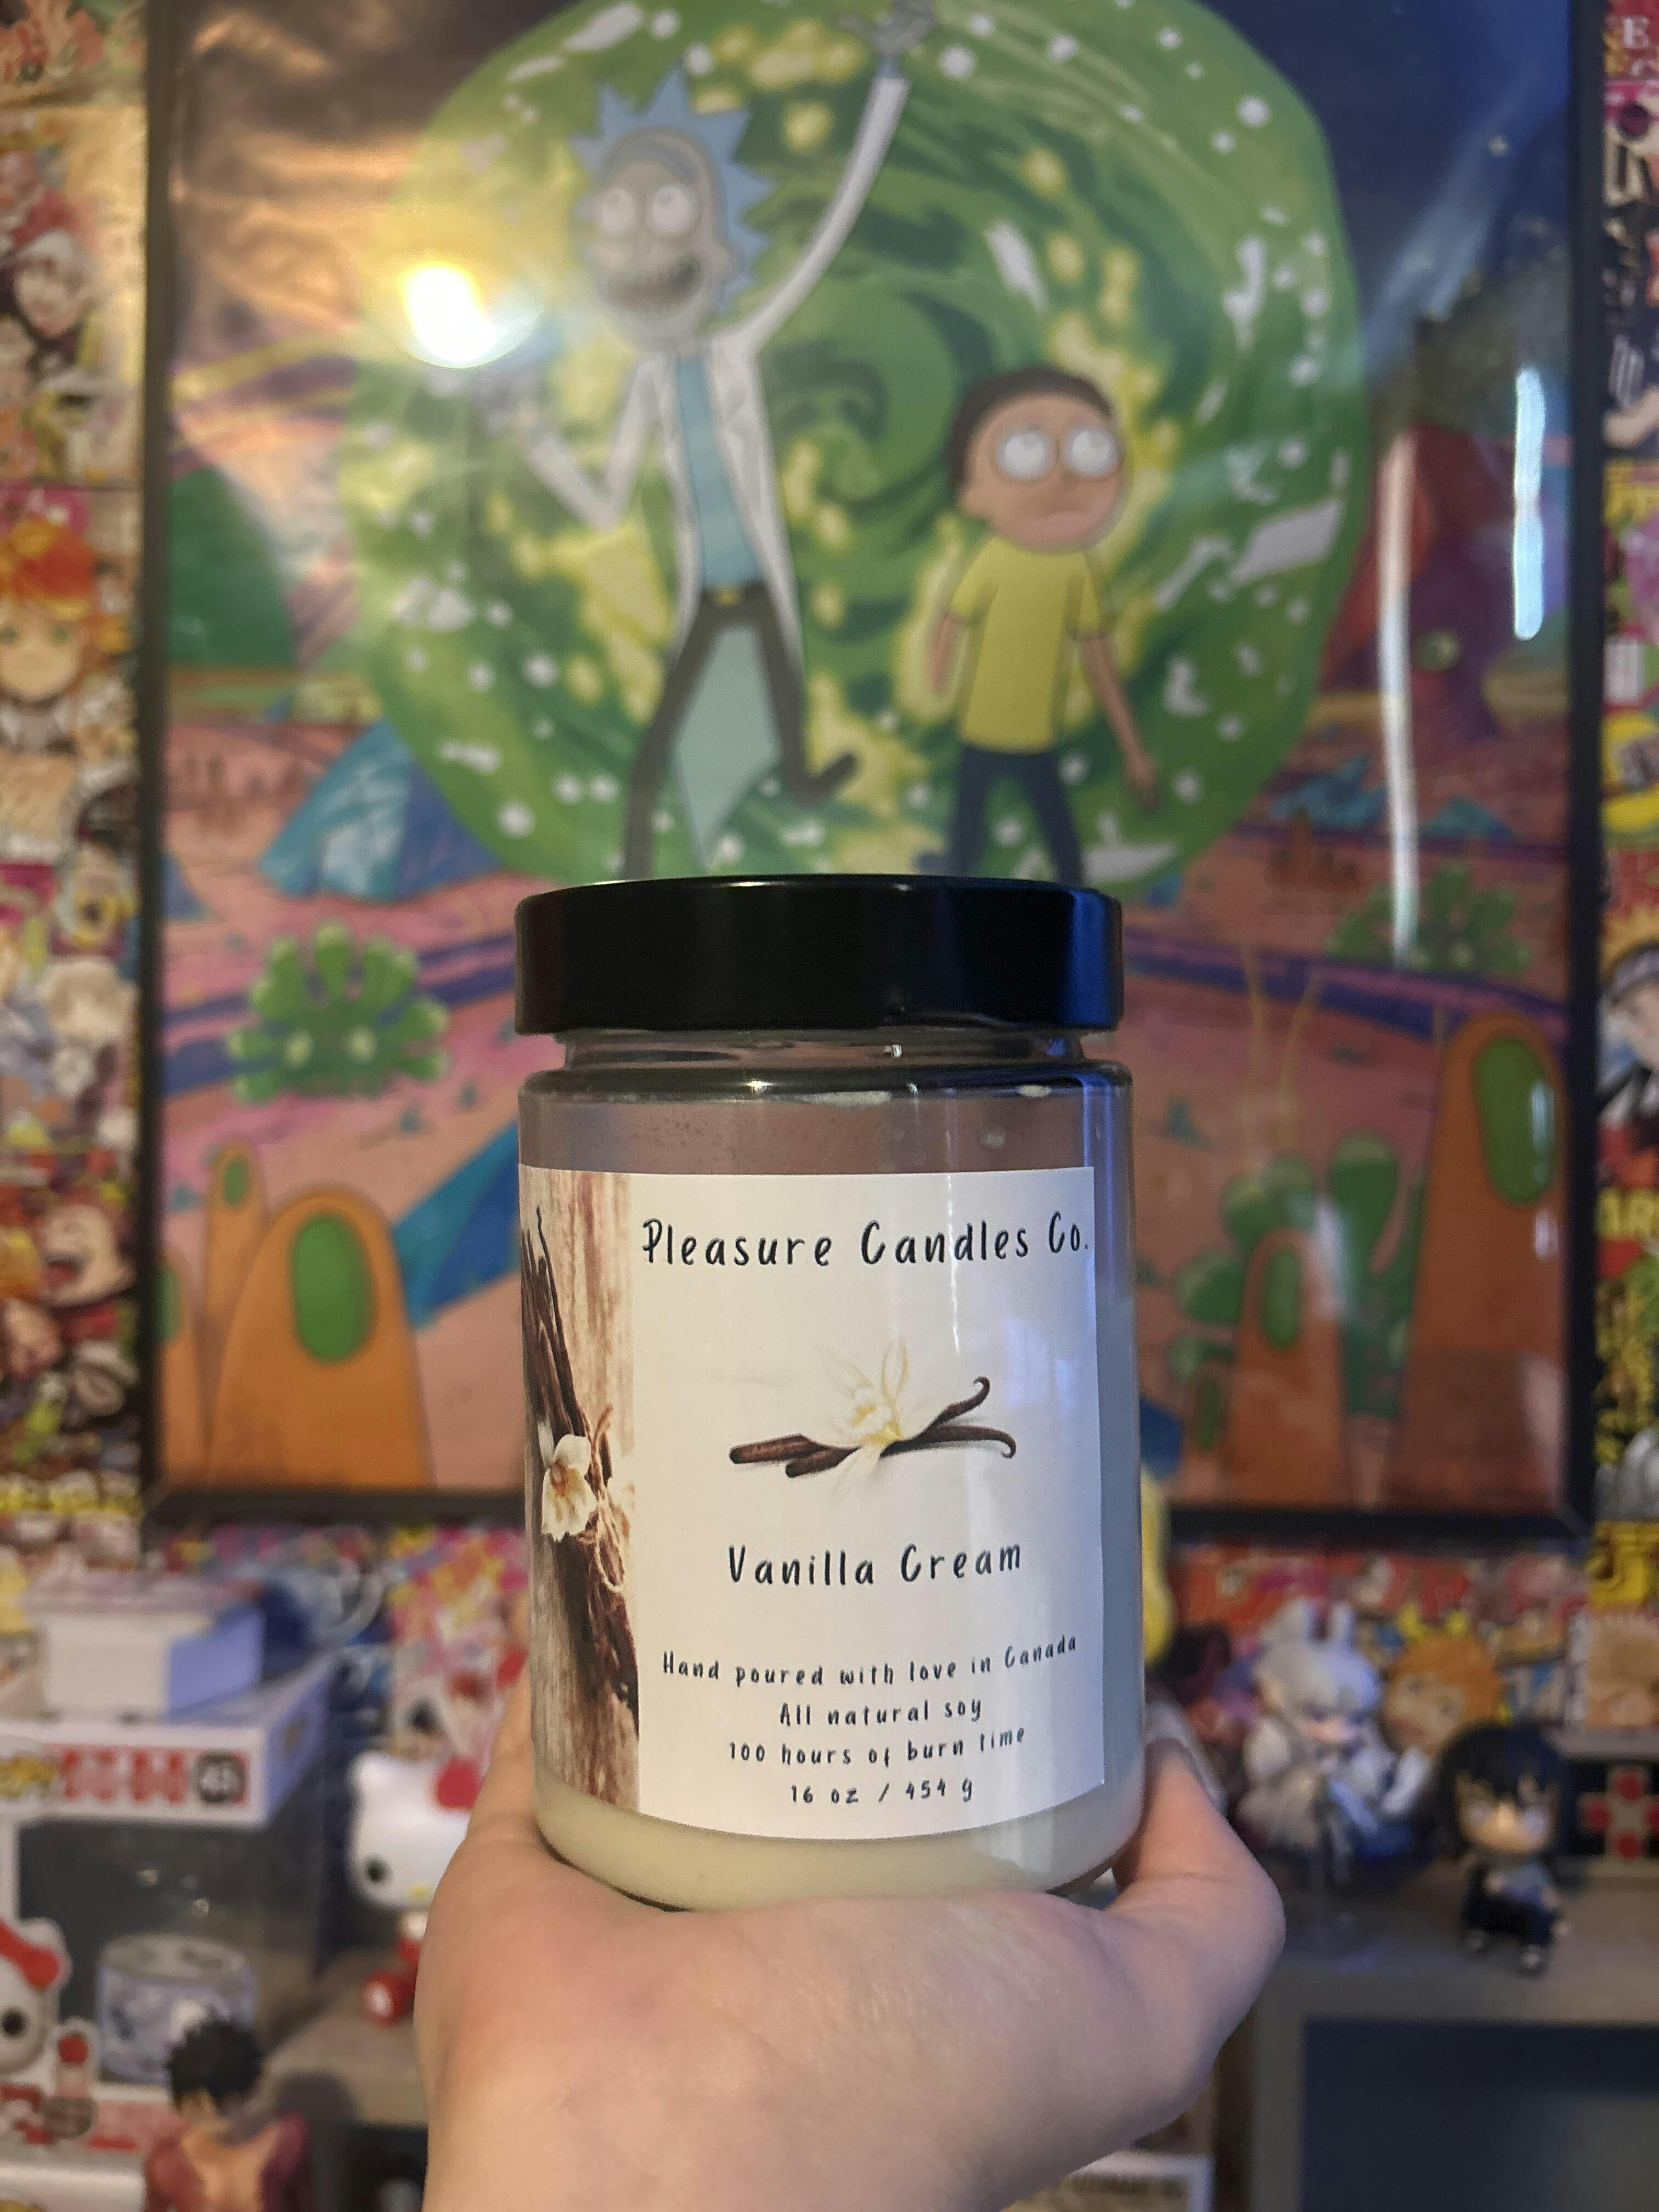 Pleasure Candles Co.
Vanilla Cream
Hand poured with love in Canada
All natural soy
100 hours of burn time
16 oz / 454 g